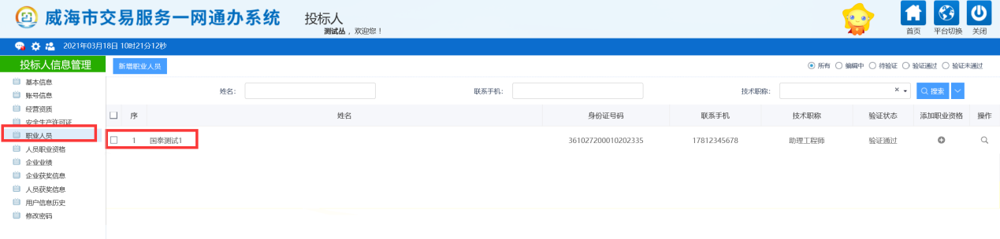 威海市交易服务一网通办系统
投标人
测试丛，欢迎您！
首页 平台切换 关闭
2021年03月18日 10时21分12秒
投标人信息管理
基本信息
账号信息
经营资质
安全生产许可证
职业人员
人员职业资格
企业业绩
企业获奖信息
人员获奖信息
用户信息历史
修改密码
新增职业人员
所有 编辑中 待验证 验证通过 验证未通过
姓名： 联系手机： 技术职称： 搜索
序 姓名 身份证号码 联系手机 技术职称 验证状态 添加职业资格 操作
1 国泰测试1 361027200010202335 17812345678 助理工程师 验证通过